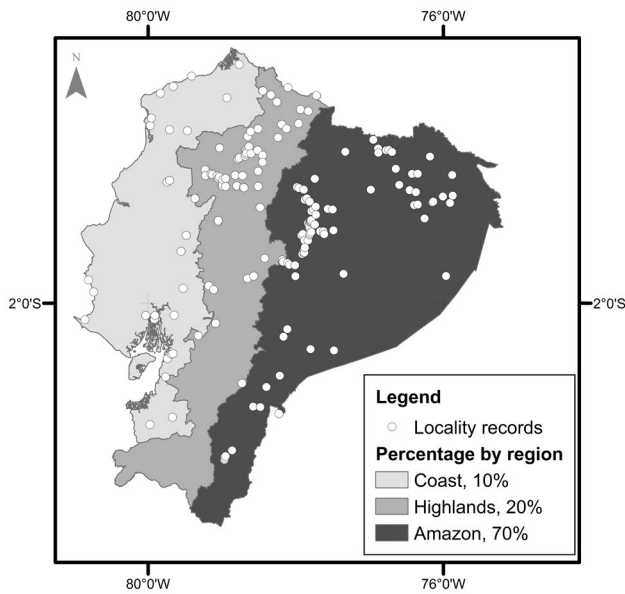 80°0'W 76°0'W
N
2°0'S 2°0'S
Legend
Locality records
Percentage by region
Coast, 10%
Highlands, 20%
Amazon, 70%
80°0'W 76°0'W